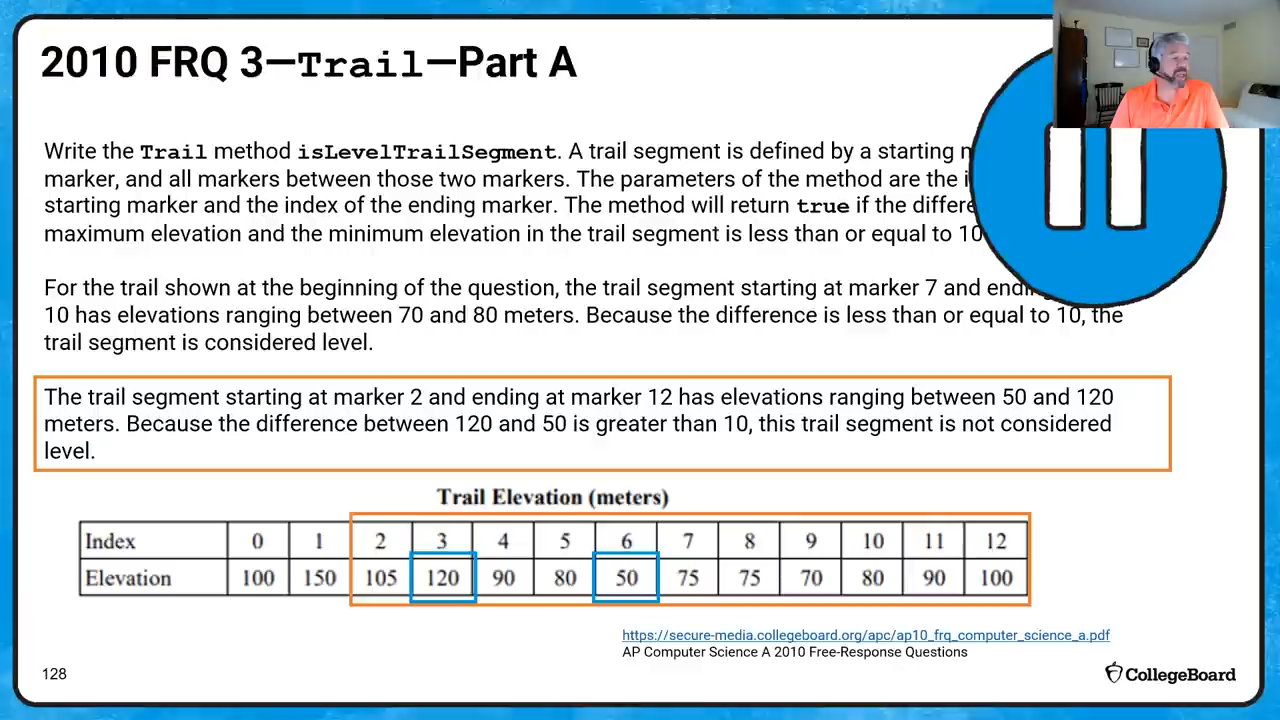 2010 FRQ 3—Trail—Part A
Write the Trail method isLevelTrailSegment. A trail segment is defined by a starting
marker, and all markers between those two markers. The parameters of the method are the
starting marker and the index of the ending marker. The method will return true if the
maximum elevation and the minimum elevation in the trail segment is less than or equal to 10
For the trail shown at the beginning of the question, the trail segment starting at marker 7 and
10 has elevations ranging between 70 and 80 meters. Because the difference is less than or equal to 10, the
trail segment is considered level.
The trail segment starting at marker 2 and ending at marker 12 has elevations ranging between 50 and 120
meters. Because the difference between 120 and 50 is greater than 10, this trail segment is not considered
level.
Trail Elevation (meters)
Index 0 1 2 3 4 5 6 7 8 9 10 11 12
Elevation 100 150 105 120 90 80 50 75 75 70 80 90 100
https://secure-media.collegeboard.org/apc/ap10_frq_computer_science_a.pdf
AP Computer Science A 2010 Free-Response Questions
128
CollegeBoard